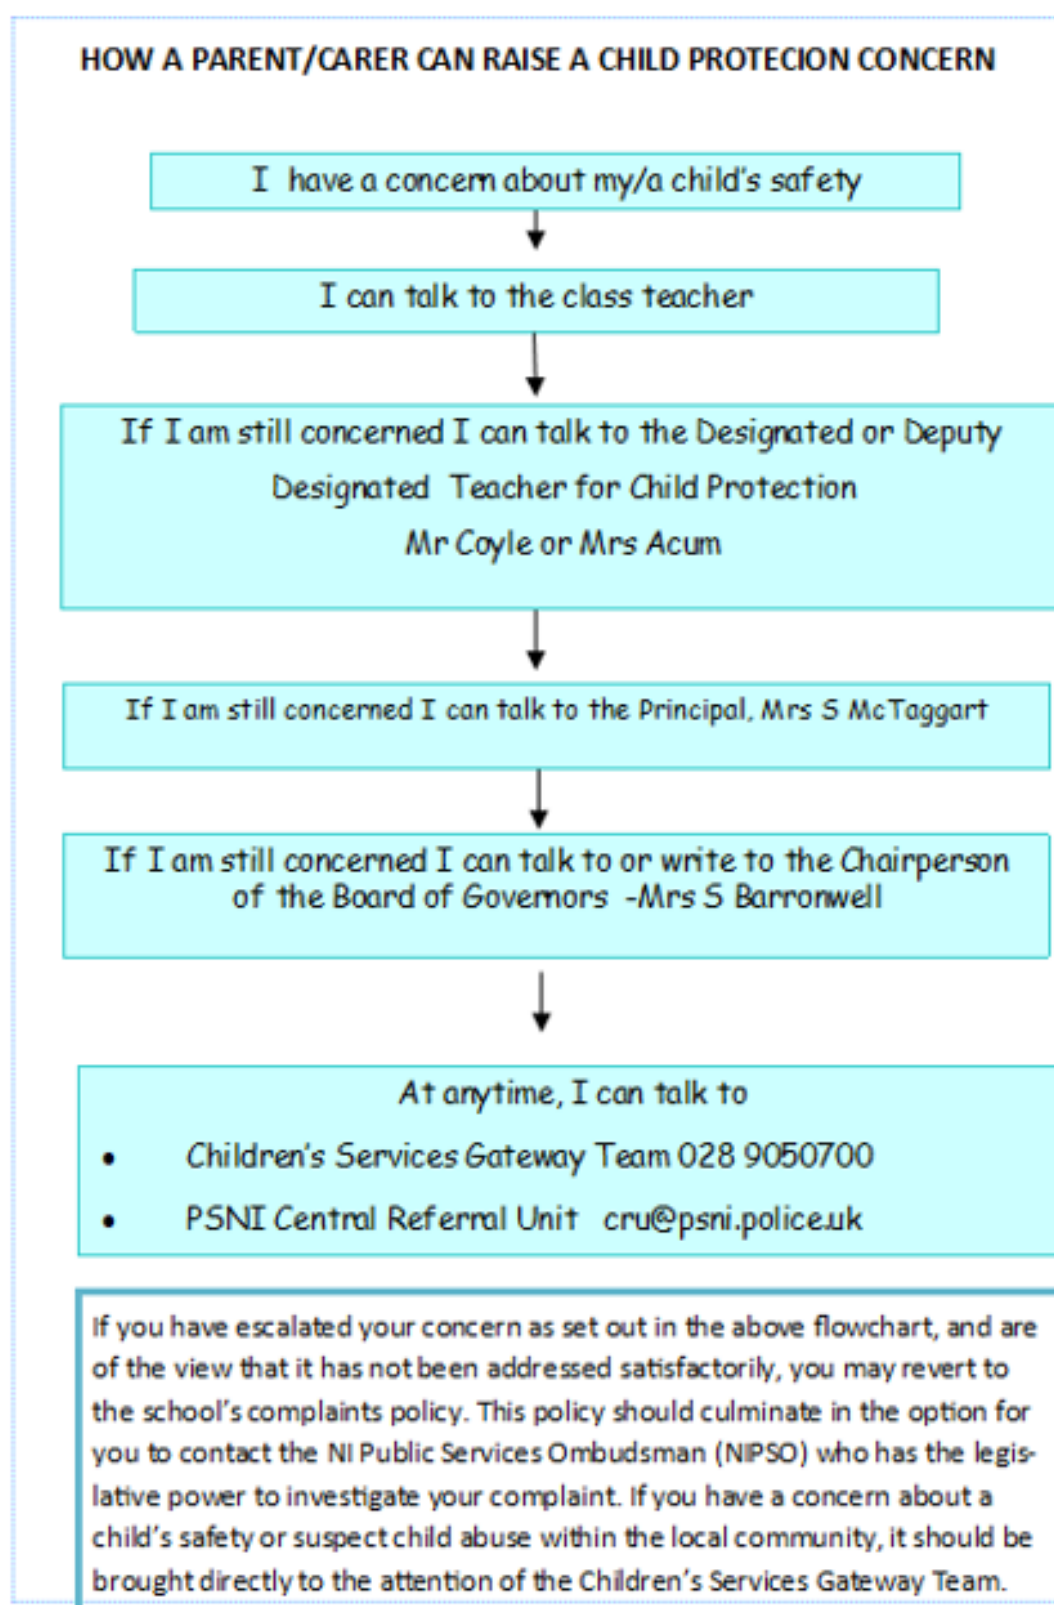 HOW A PARENT/CARER CAN RAISE A CHILD PROTECION CONCERN
I have a concern about my/a child's safety
I can talk to the class teacher
If I am still concerned I can talk to the Designated or Deputy
Designated Teacher for Child Protection
Mr Coyle or Mrs Acum
If I am still concerned I can talk to the Principal, Mrs S McTaggart
If I am still concerned I can talk to or write to the Chairperson
of the Board of Governors -Mrs S Barronwell
At anytime, I can talk to
• Children's Services Gateway Team 028 9050700
• PSNI Central Referral Unit cru@psni.police.uk
If you have escalated your concern as set out in the above flowchart, and are
of the view that it has not been addressed satisfactorily, you may revert to
the school's complaints policy. This policy should culminate in the option for
you to contact the NI Public Services Ombudsman (NIPSO) who has the legis-
lative power to investigate your complaint. If you have a concern about a
child's safety or suspect child abuse within the local community, it should be
brought directly to the attention of the Children's Services Gateway Team.